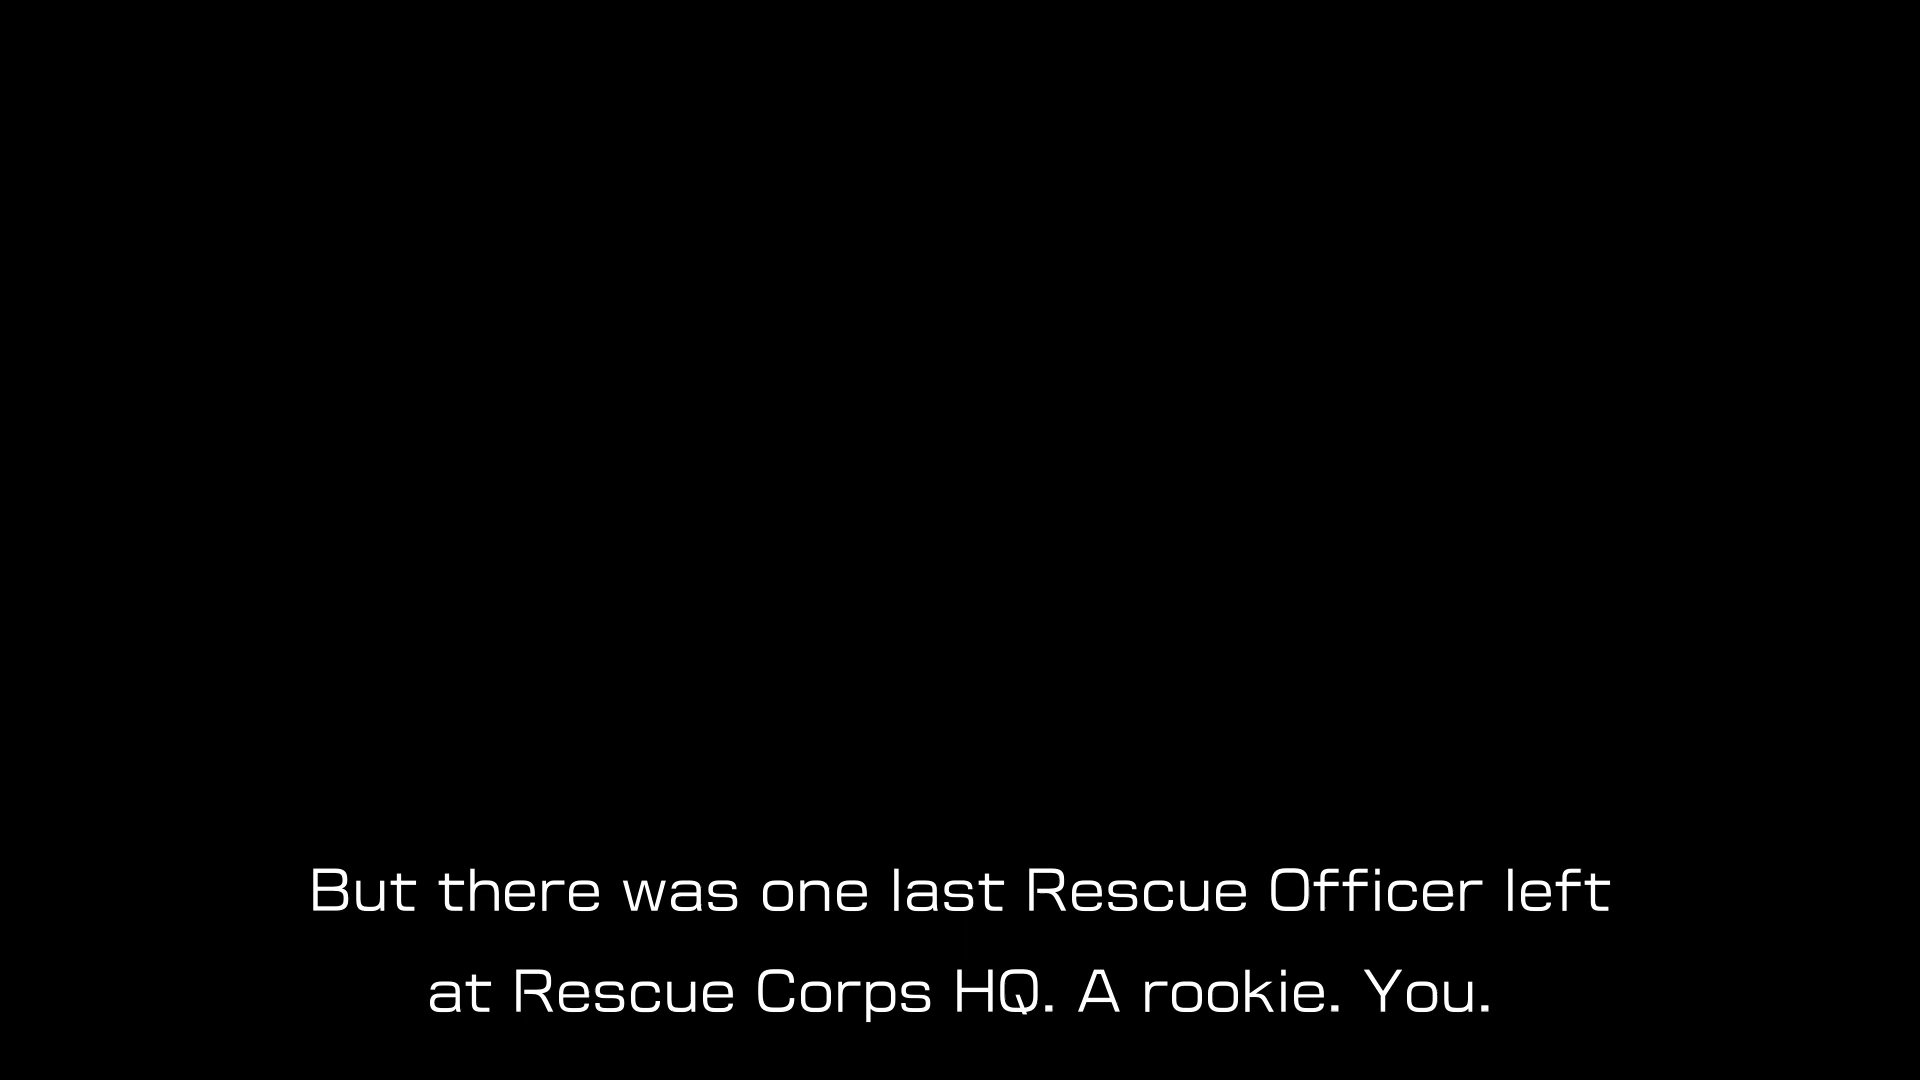 But there was one last Rescue Officer left
at Rescue Corps HQ. A rookie. You.